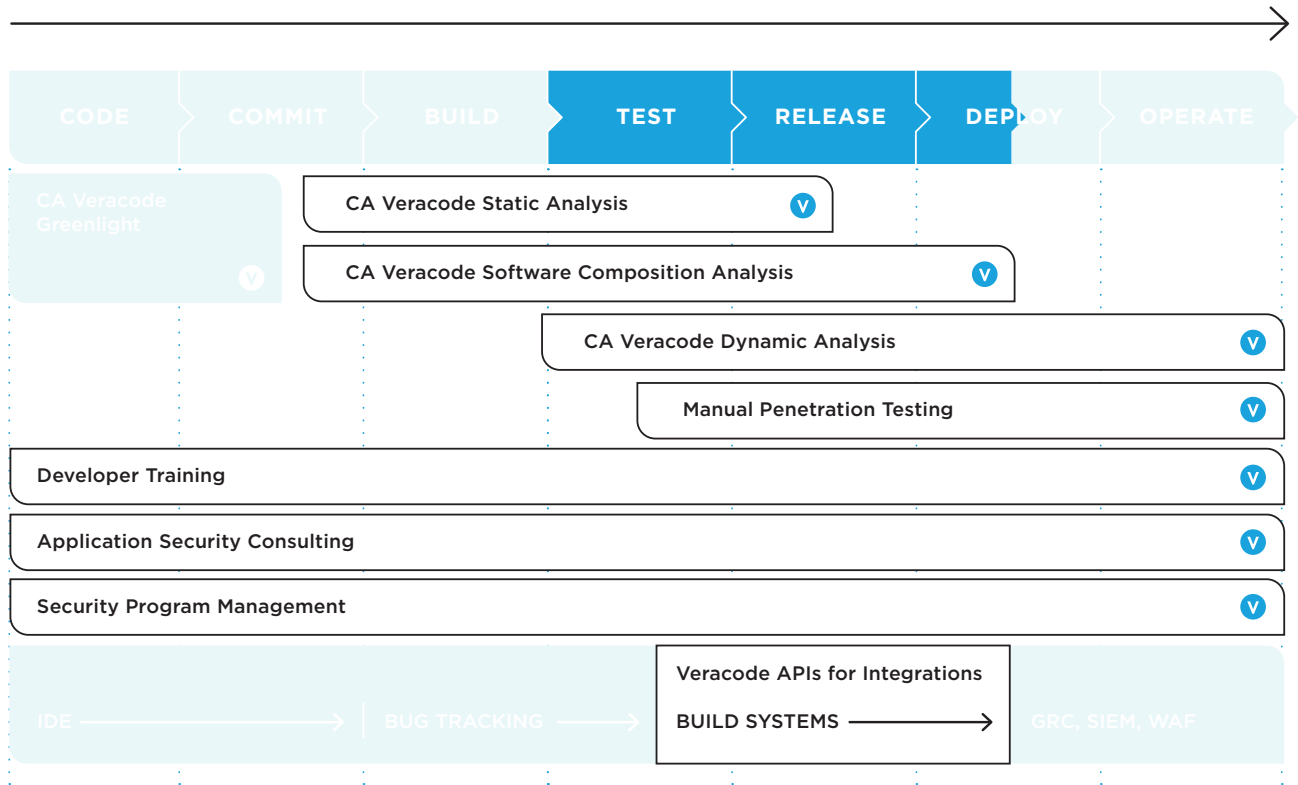 CODE
COMMIT
BUILD
TEST
RELEASE
DEPLOY
OPERATE
CA Veracode
Greenlight
V
CA Veracode Static Analysis
V
CA Veracode Software Composition Analysis
V
CA Veracode Dynamic Analysis
V
Manual Penetration Testing
V
Developer Training
V
Application Security Consulting
V
Security Program Management
V
Veracode APIs for Integrations
IDE
BUG TRACKING
BUILD SYSTEMS
GRC, SIEM, WAF